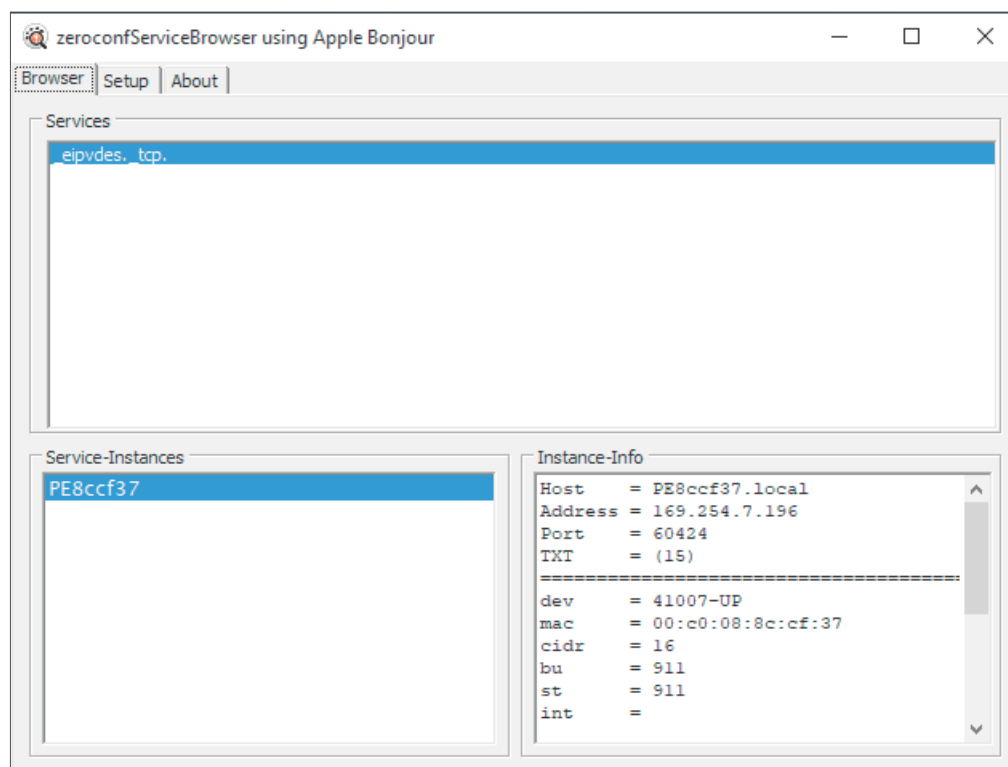 zeroconfServiceBrowser using Apple Bonjour
Browser Setup About
Services
_eipvdes._tcp.
Service-Instances
PE8ccf37
Instance-Info
Host = PE8ccf37.local
Address = 169.254.7.196
Port = 60424
TXT = (15)
======================================
dev = 41007-UP
mac = 00:c0:08:8c:cf:37
cidr = 16
bu = 911
st = 911
int =